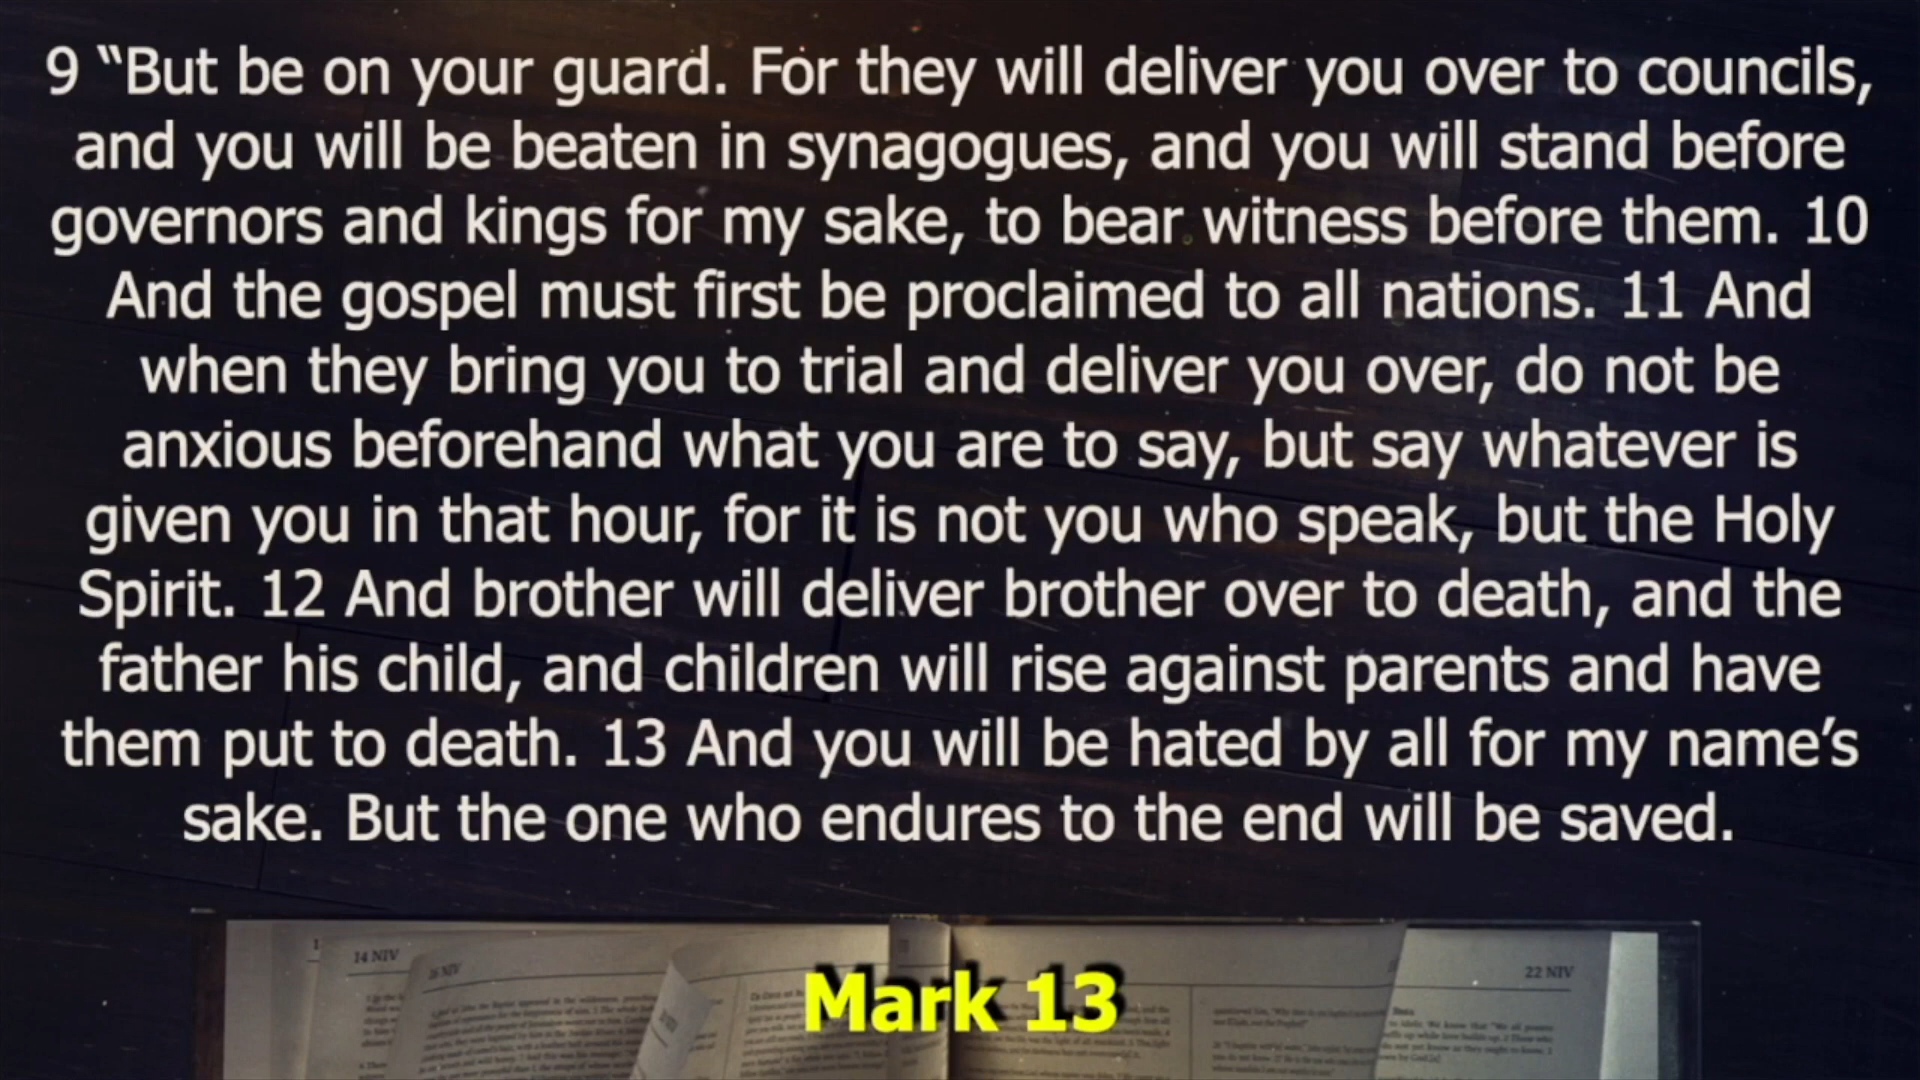 9 “But be on your guard. For they will deliver you over to councils,
and you will be beaten in synagogues, and you will stand before
governors and kings for my sake, to bear witness before them. 10
And the gospel must first be proclaimed to all nations. 11 And
when they bring you to trial and deliver you over, do not be
anxious beforehand what you are to say, but say whatever is
given you in that hour, for it is not you who speak, but the Holy
Spirit. 12 And brother will deliver brother over to death, and the
father his child, and children will rise against parents and have
them put to death. 13 And you will be hated by all for my name’s
sake. But the one who endures to the end will be saved.
14 NIV
22 NIV
Mark 13